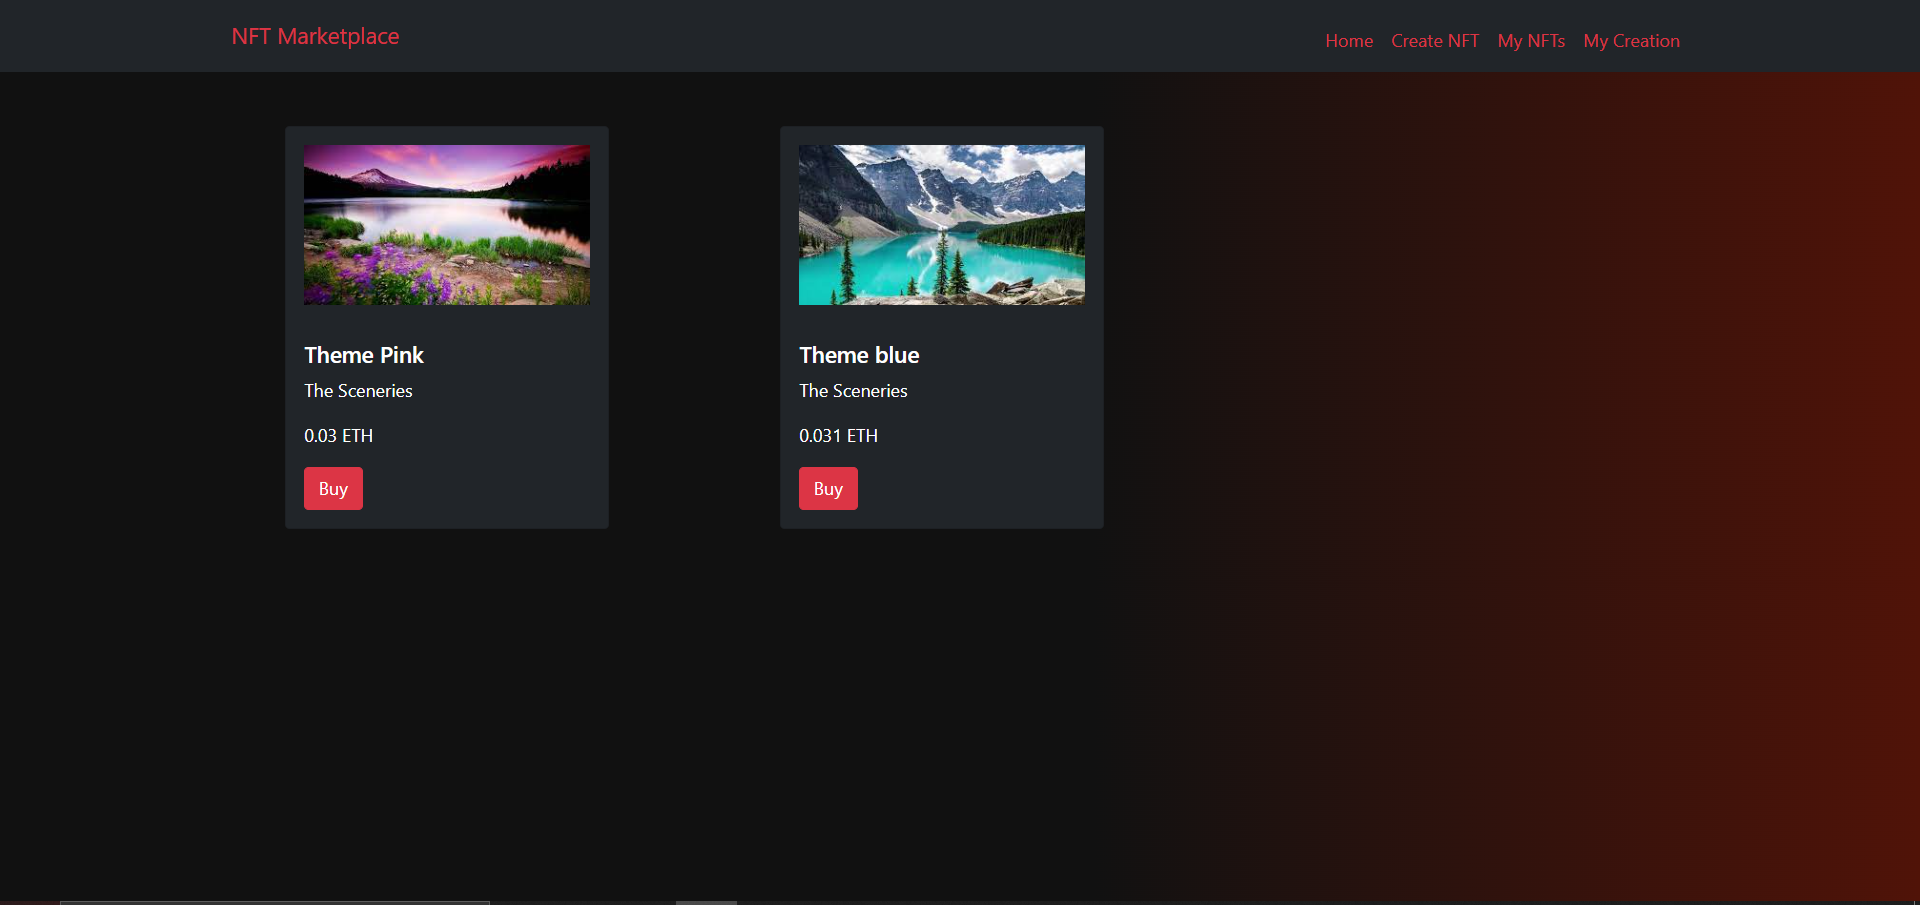 NFT Marketplace
Home Create NFT My NFTs My Creation
Theme Pink
The Sceneries
0.03 ETH
Buy
Theme blue
The Sceneries
0.031 ETH
Buy